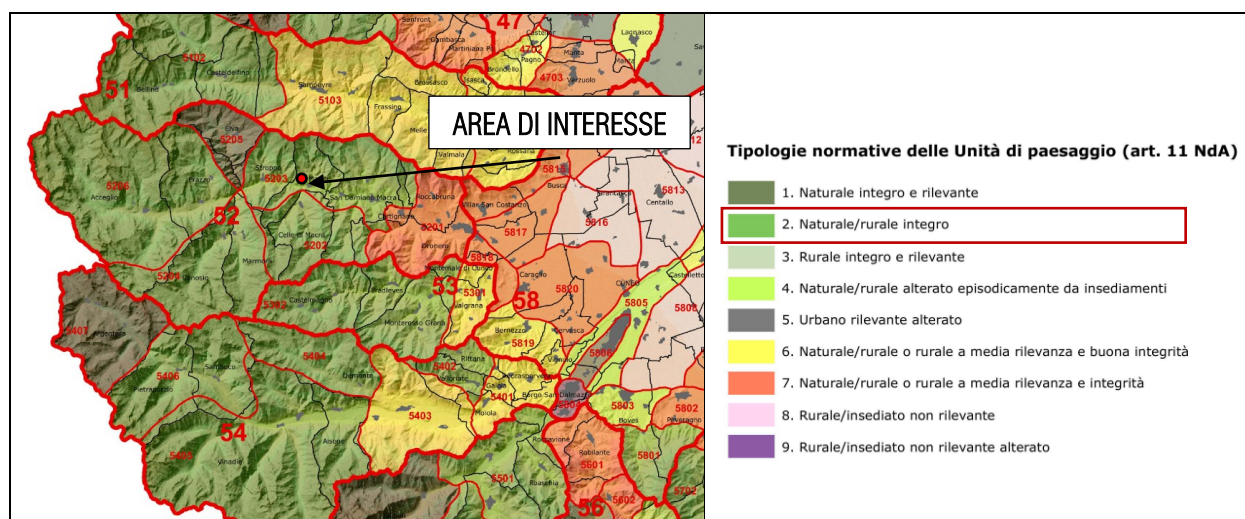 47
Sanfront
Gambasca
Martiniana Po
Castellar
4702
Pagno
Brondello
Isasca
Manta
Verzuolo
4703
Lagnasco
51
Casteldelfino
Bellino
Sampeyre
5103
Frassino
Brossasco
Melle
Valmala
Rossana
AREA DI INTERESSE
Elva
5205
Stroppo
5203
5206
Acceglio
Prazzo
52
San Damiano Macra
Roccabruna
Cartignano
5201
Dronero
Celle di Macra
5202
Marmora
Canosio
Busca
Villar San Costanzo
5817
5816
Tarantasca
5813
Centallo
5818
53
Montemale di Cuneo
5301
Valgrana
Caraglio
58
5820
CUNEO
5805
Castelletto
5808
Castelmagno
Pradleves
Monterosso Grana
Bernezzo
Cervasca
5819
Vignolo
5806
Argentera
5404
Sambuco
5406
Pietraporzio
Demonte
Rittana
5402
Valloriate
Gaiola
Roccasparvera
5401
Moiola
Borgo San Dalmazzo
5403
54
Aisone
Vinadio
5803
Boves
5802
Peveragno
Roccavione
Robilante
5601
5801
Roaschia
56
5602
5702
Tipologie normative delle Unità di paesaggio (art. 11 NdA)
1. Naturale integro e rilevante
2. Naturale/rurale integro
3. Rurale integro e rilevante
4. Naturale/rurale alterato episodicamente da insediamenti
5. Urbano rilevante alterato
6. Naturale/rurale o rurale a media rilevanza e buona integrità
7. Naturale/rurale o rurale a media rilevanza e integrità
8. Rurale/insediato non rilevante
9. Rurale/insediato non rilevante alterato